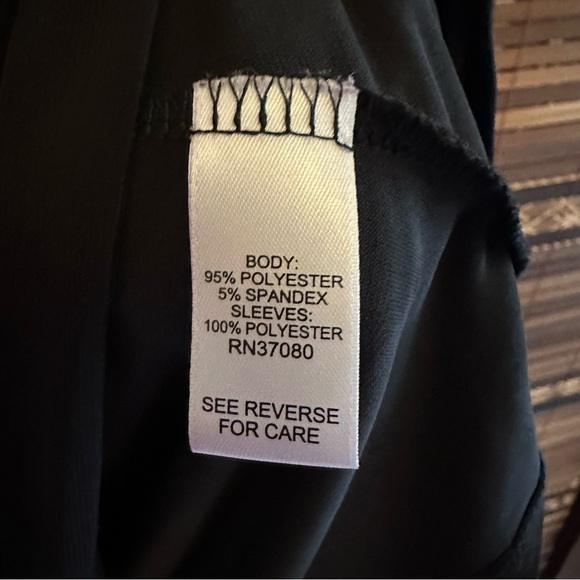 BODY:
95% POLYESTER
5% SPANDEX
SLEEVES:
100% POLYESTER
RN37080
SEE REVERSE
FOR CARE